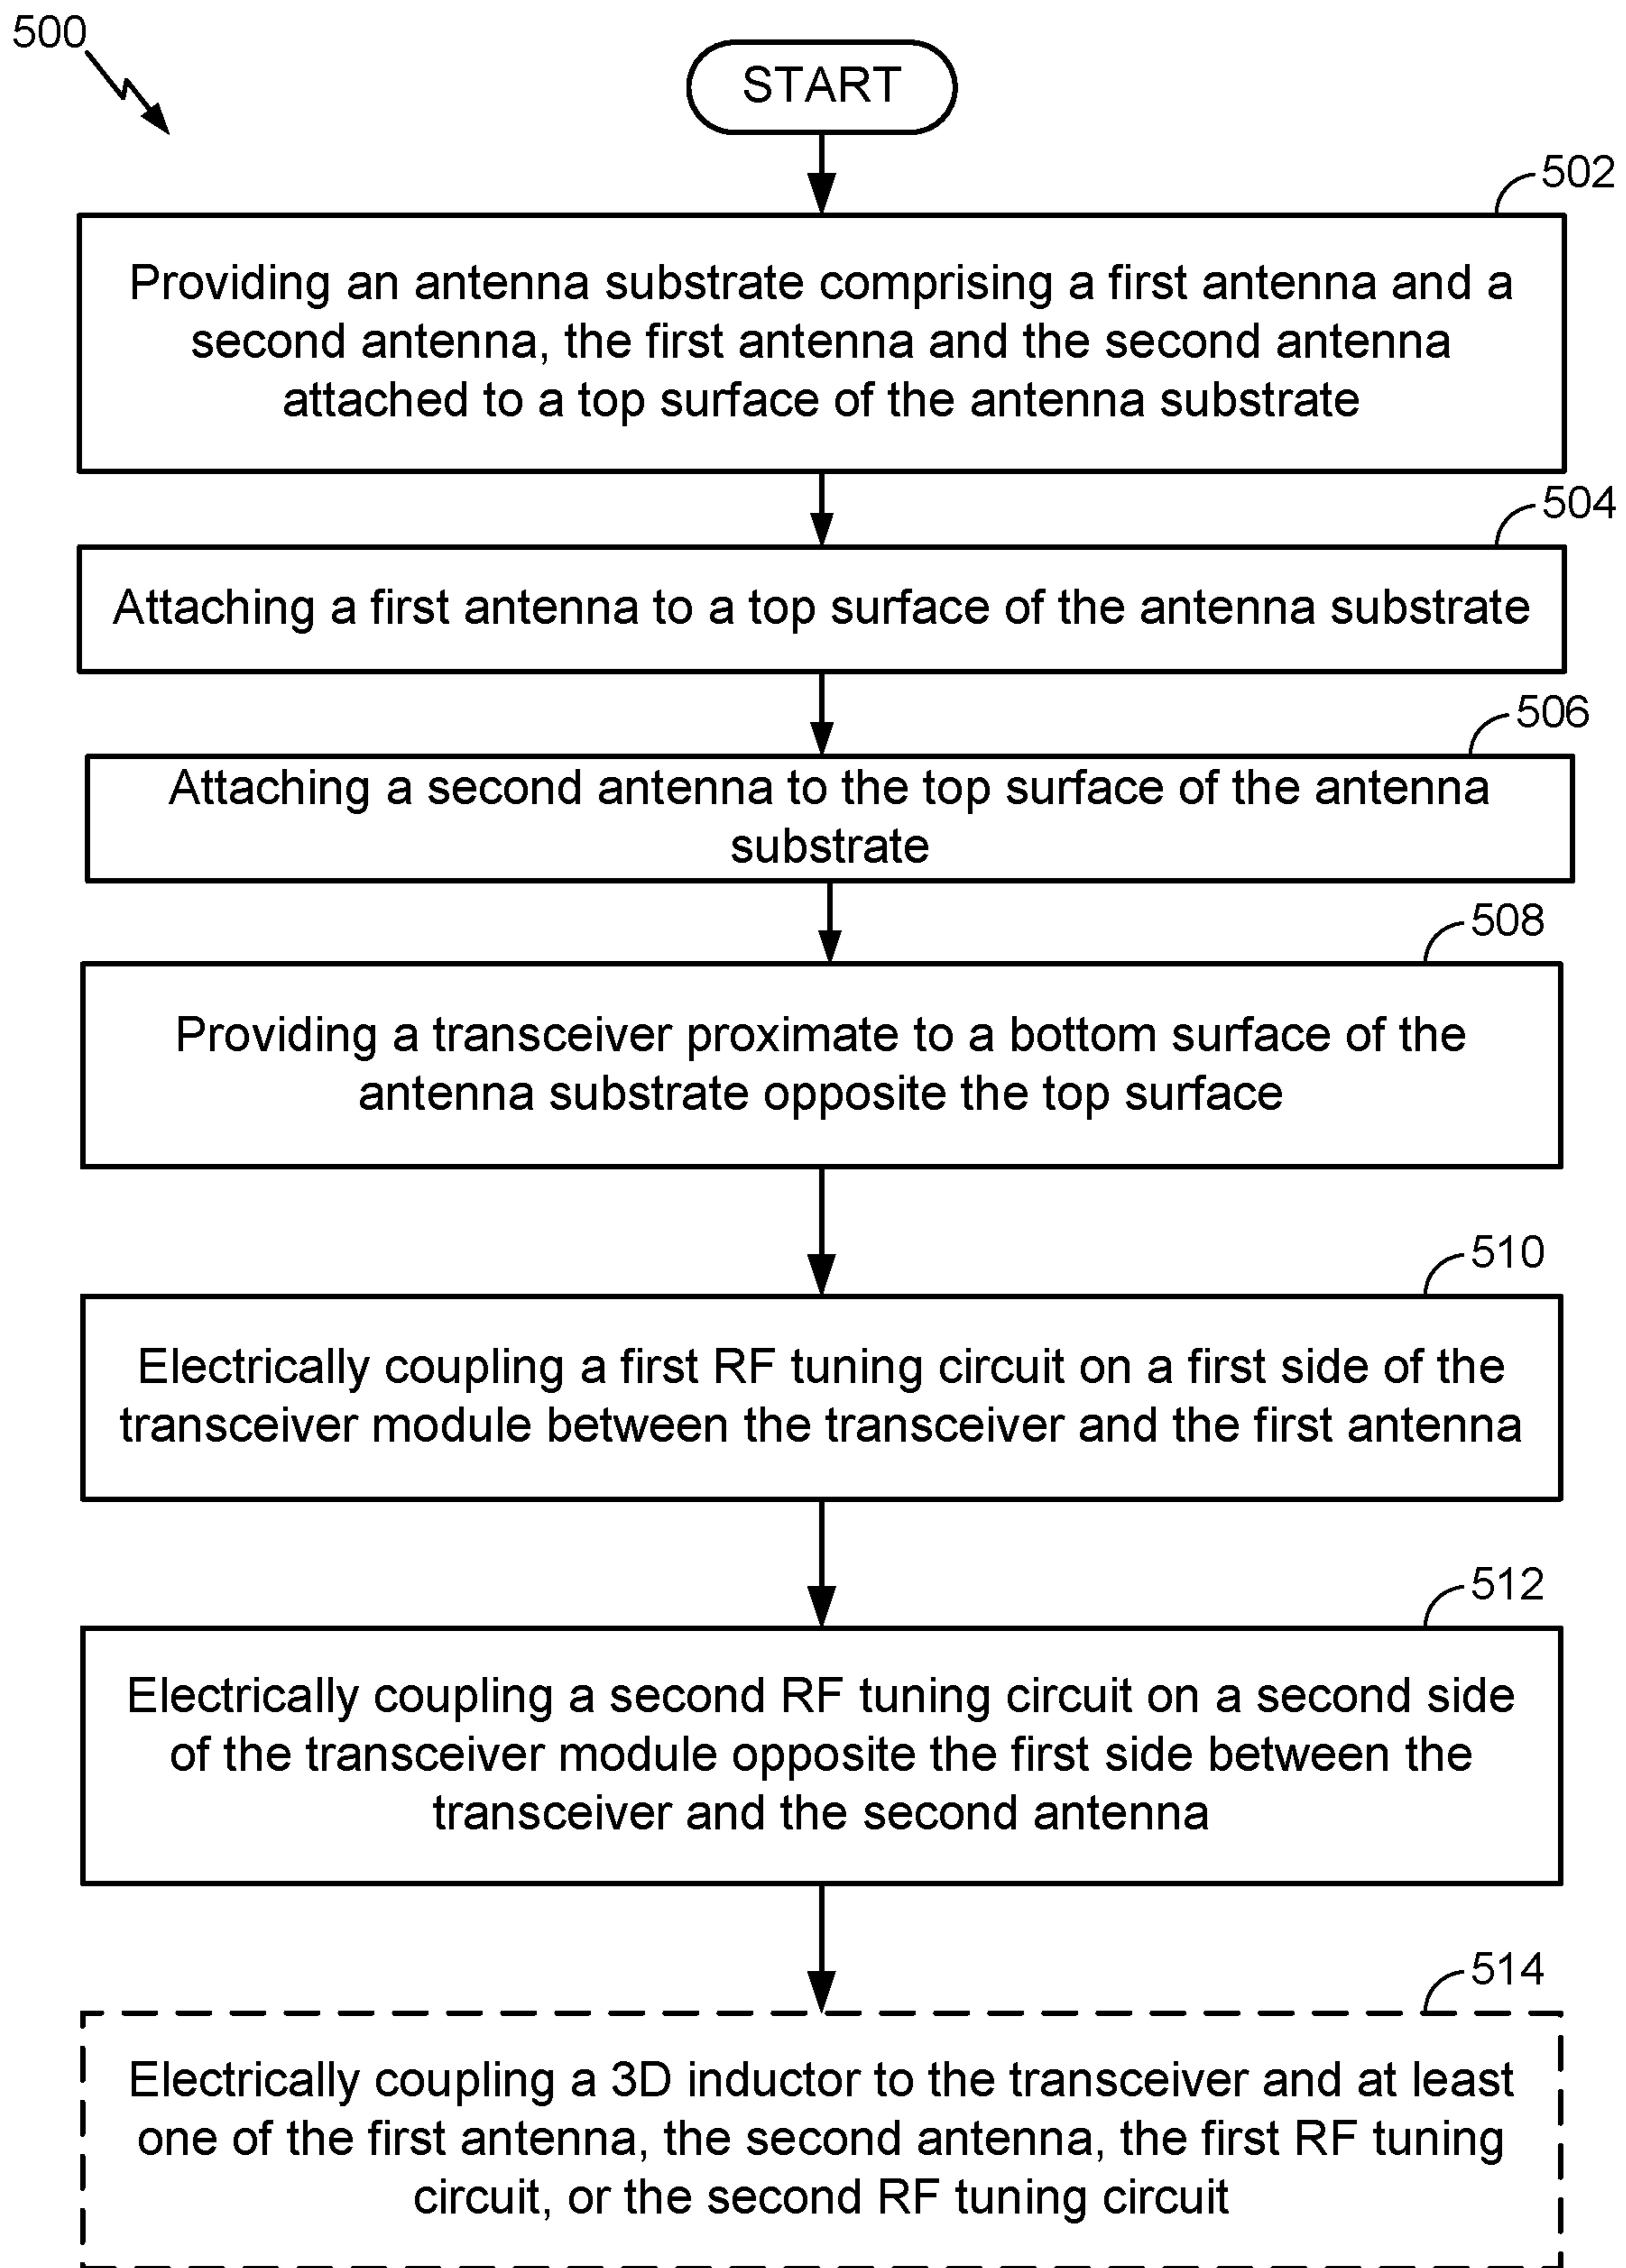 500
START
502
Providing an antenna substrate comprising a first antenna and a
second antenna, the first antenna and the second antenna
attached to a top surface of the antenna substrate
504
Attaching a first antenna to a top surface of the antenna substrate
506
Attaching a second antenna to the top surface of the antenna
substrate
508
Providing a transceiver proximate to a bottom surface of the
antenna substrate opposite the top surface
510
Electrically coupling a first RF tuning circuit on a first side of the
transceiver module between the transceiver and the first antenna
512
Electrically coupling a second RF tuning circuit on a second side
of the transceiver module opposite the first side between the
transceiver and the second antenna
514
Electrically coupling a 3D inductor to the transceiver and at least
one of the first antenna, the second antenna, the first RF tuning
circuit, or the second RF tuning circuit